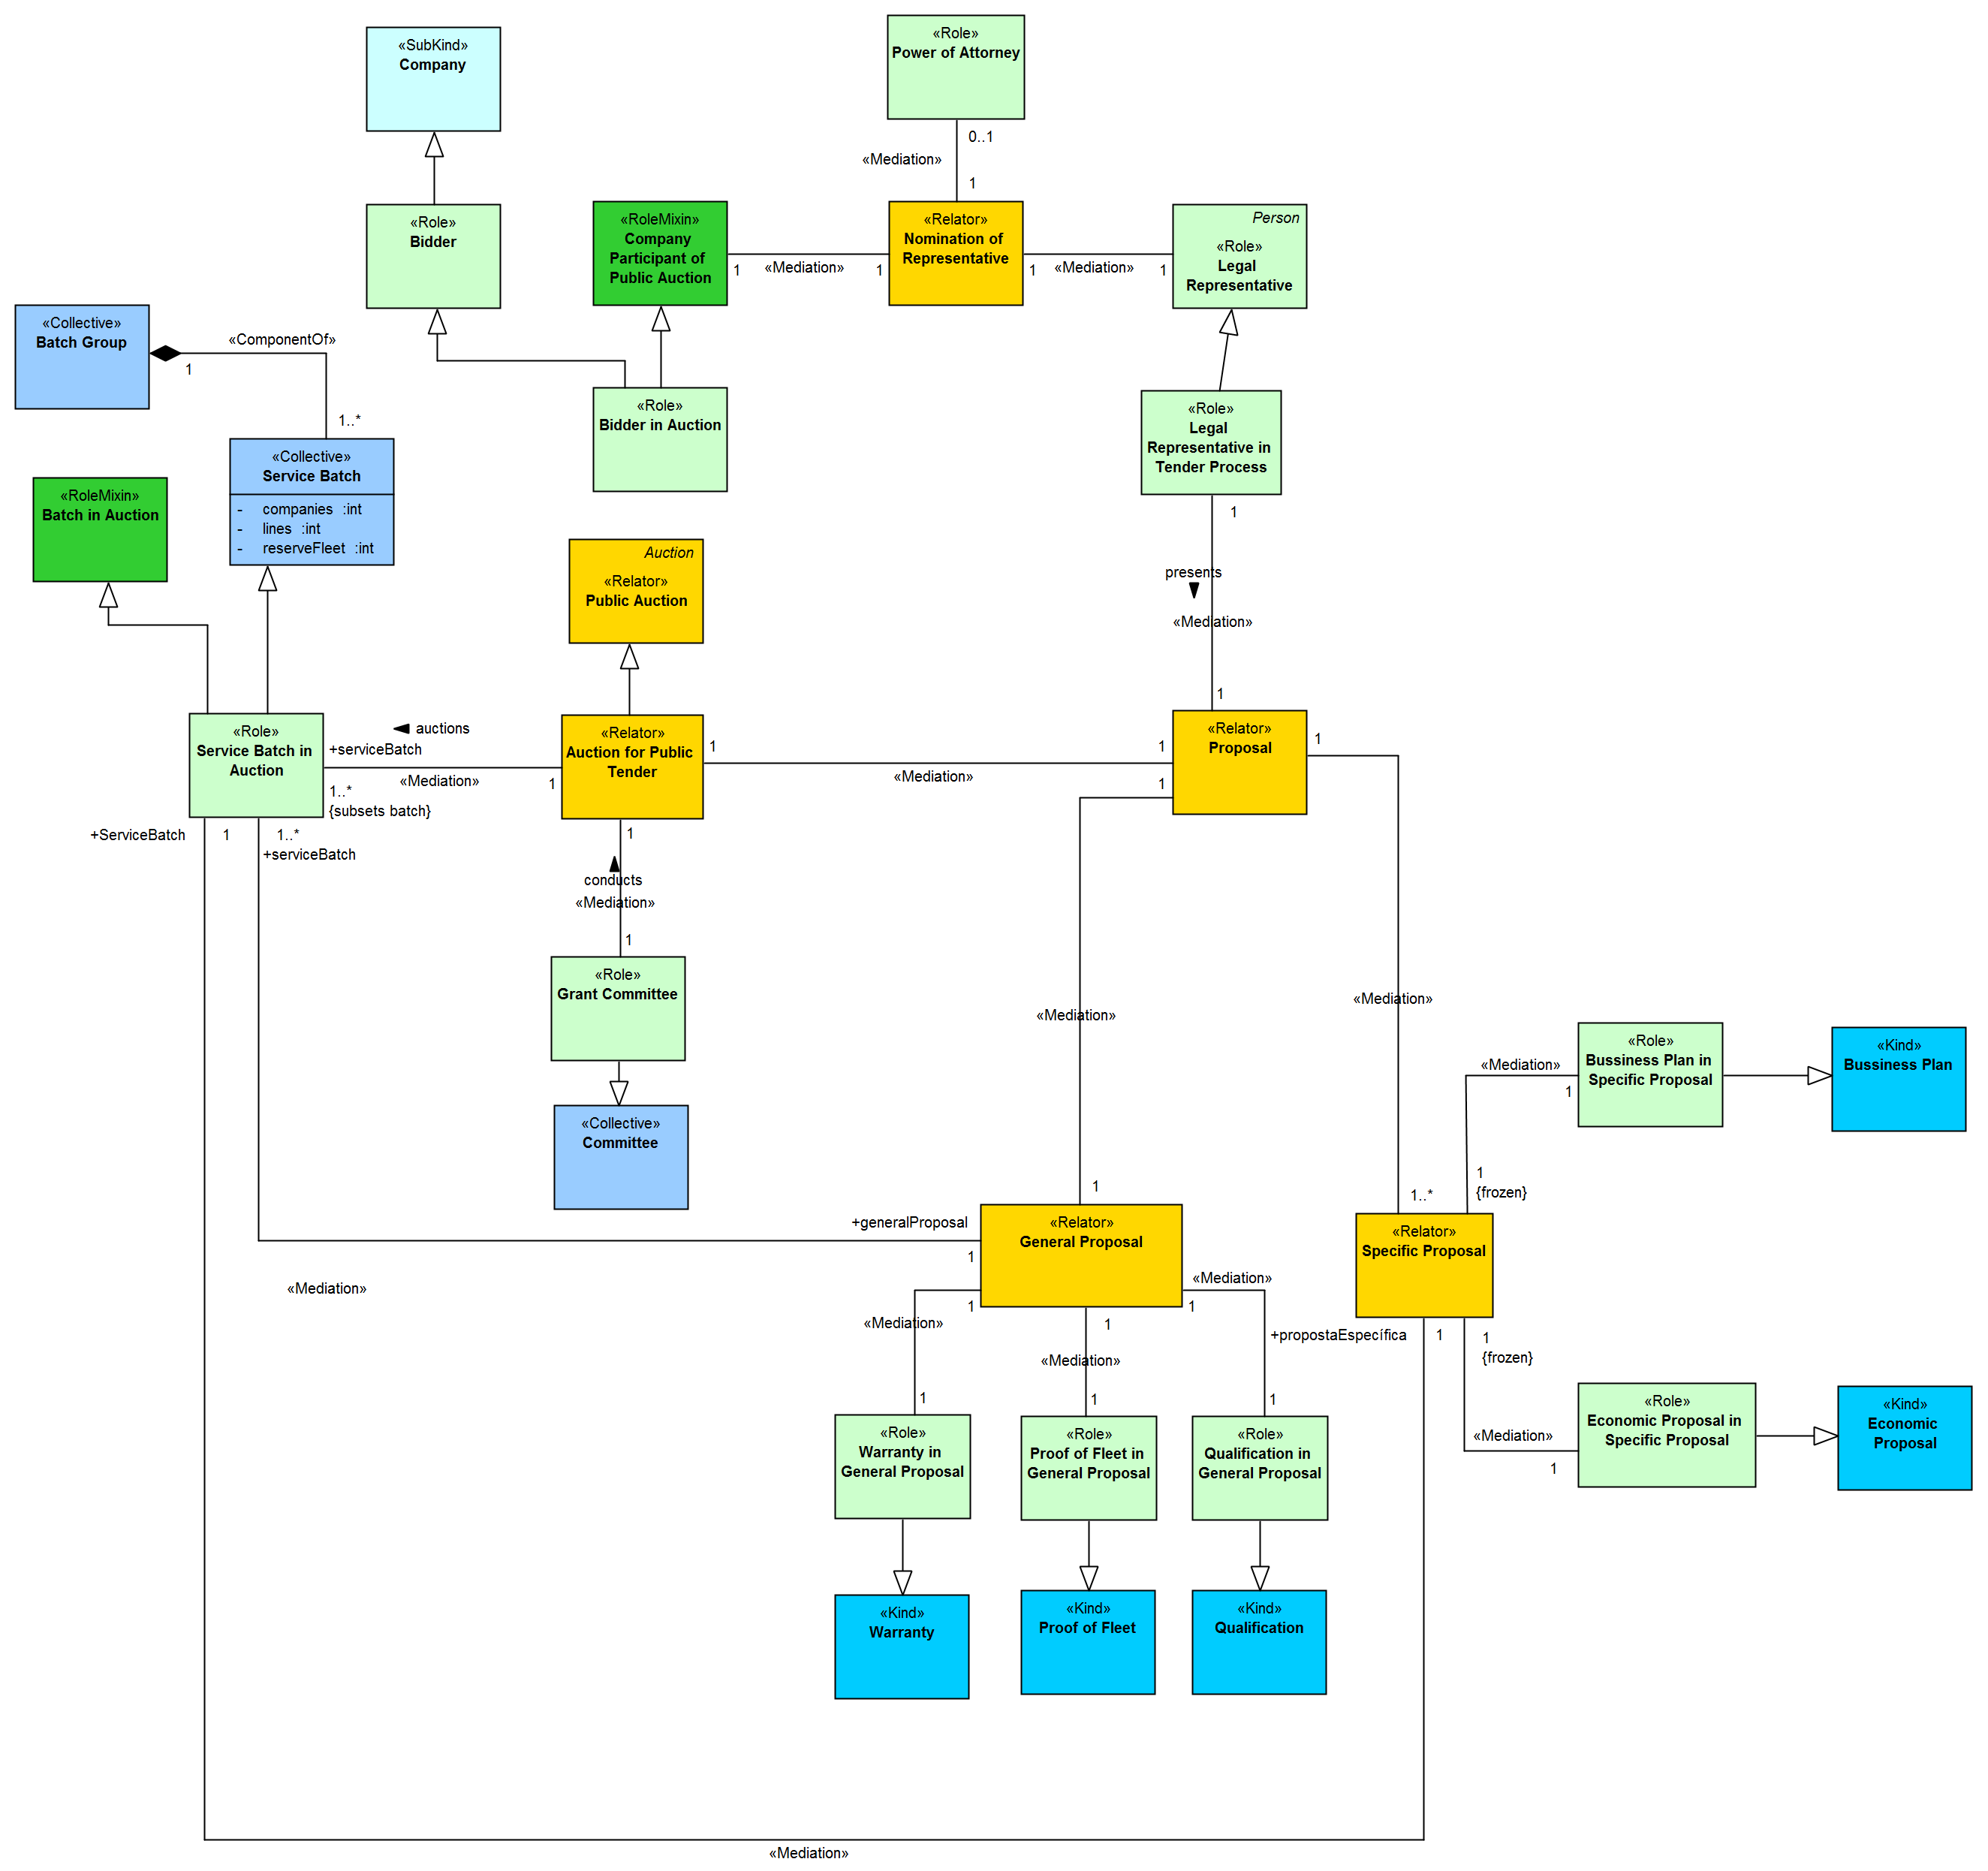 «SubKind»
Company
«Role»
Power of Attorney
0..1
«Mediation»
1
«Role»
Bidder
«RoleMixin»
Company
Participant of
Public Auction
1
«Mediation»
1
«Relator»
Nomination of
Representative
1
«Mediation»
1
Person
«Role»
Legal
Representative
«Collective»
Batch Group
1
«ComponentOf»
1..*
«Role»
Bidder in Auction
«Role»
Legal
Representative in
Tender Process
1
«Collective»
Service Batch
- companies :int
- lines :int
- reserveFleet :int
«RoleMixin»
Batch in Auction
Auction
«Relator»
Public Auction
presents
«Mediation»
1
«Role»
Service Batch in
Auction
auctions
+serviceBatch
«Mediation»
1
1..*
{subsets batch}
«Relator»
Auction for Public
Tender
1
«Mediation»
1
1
«Relator»
Proposal
1
+ServiceBatch
1
1..*
+serviceBatch
1
conducts
«Mediation»
1
«Role»
Grant Committee
«Collective»
Committee
«Mediation»
1
«Mediation»
1..*
«Role»
Bussiness Plan in
Specific Proposal
«Mediation»
1
1
{frozen}
«Kind»
Bussiness Plan
+generalProposal
1
«Mediation»
«Relator»
General Proposal
«Relator»
Specific Proposal
1
«Mediation»
1
1
«Mediation»
1
«Mediation»
1
1
+propostaEspecífica
1
1
{frozen}
«Mediation»
1
«Role»
Economic Proposal in
Specific Proposal
«Kind»
Economic
Proposal
«Role»
Warranty in
General Proposal
«Role»
Proof of Fleet in
General Proposal
«Role»
Qualification in
General Proposal
«Kind»
Warranty
«Kind»
Proof of Fleet
«Kind»
Qualification
«Mediation»